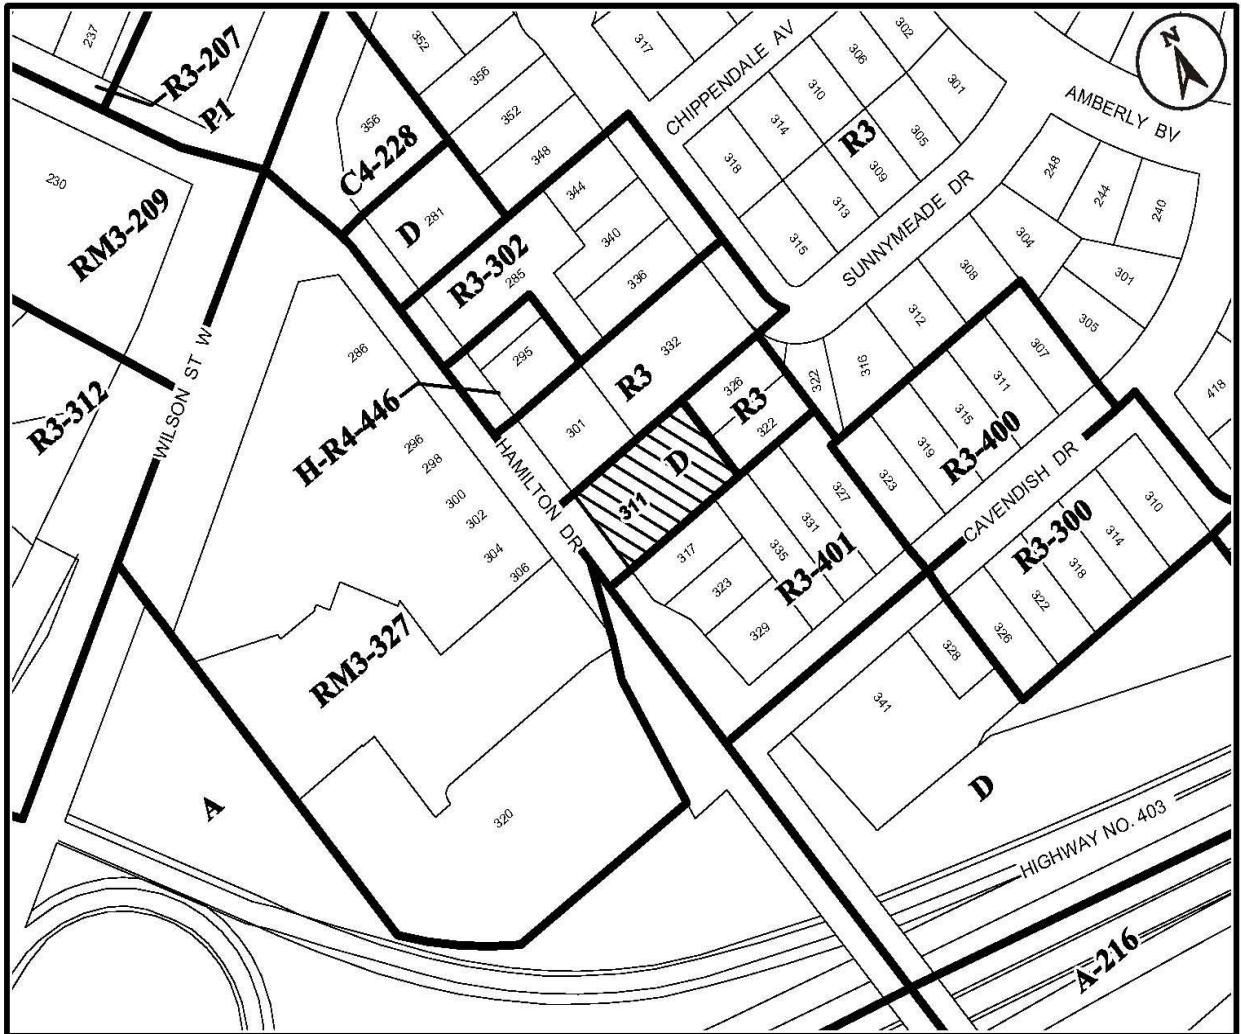 237
R3-207
P1
352
356
352
348
356
C4-228
317
CHIPPENDALE AV
302
306
310
314
318
R3
301
305
309
313
315
N
AMBERLY BV
248
244
240
230
RM3-209
D
281
R3-302
285
344
340
336
SUNNYMEADE DR
304
301
305
308
312
316
322
WILSON ST W
R3-312
286
295
332
R3
H-R4-446
301
326
R3
322
307
311
315
319
323
R3-400
418
296
298
300
302
304
306
HAMILTON DR
D
311
CAVENDISH DR
R3-300
310
314
318
322
326
328
317
323
329
335
331
327
R3-401
RM3-327
341
D
A
320
HIGHWAY NO. 403
A-216